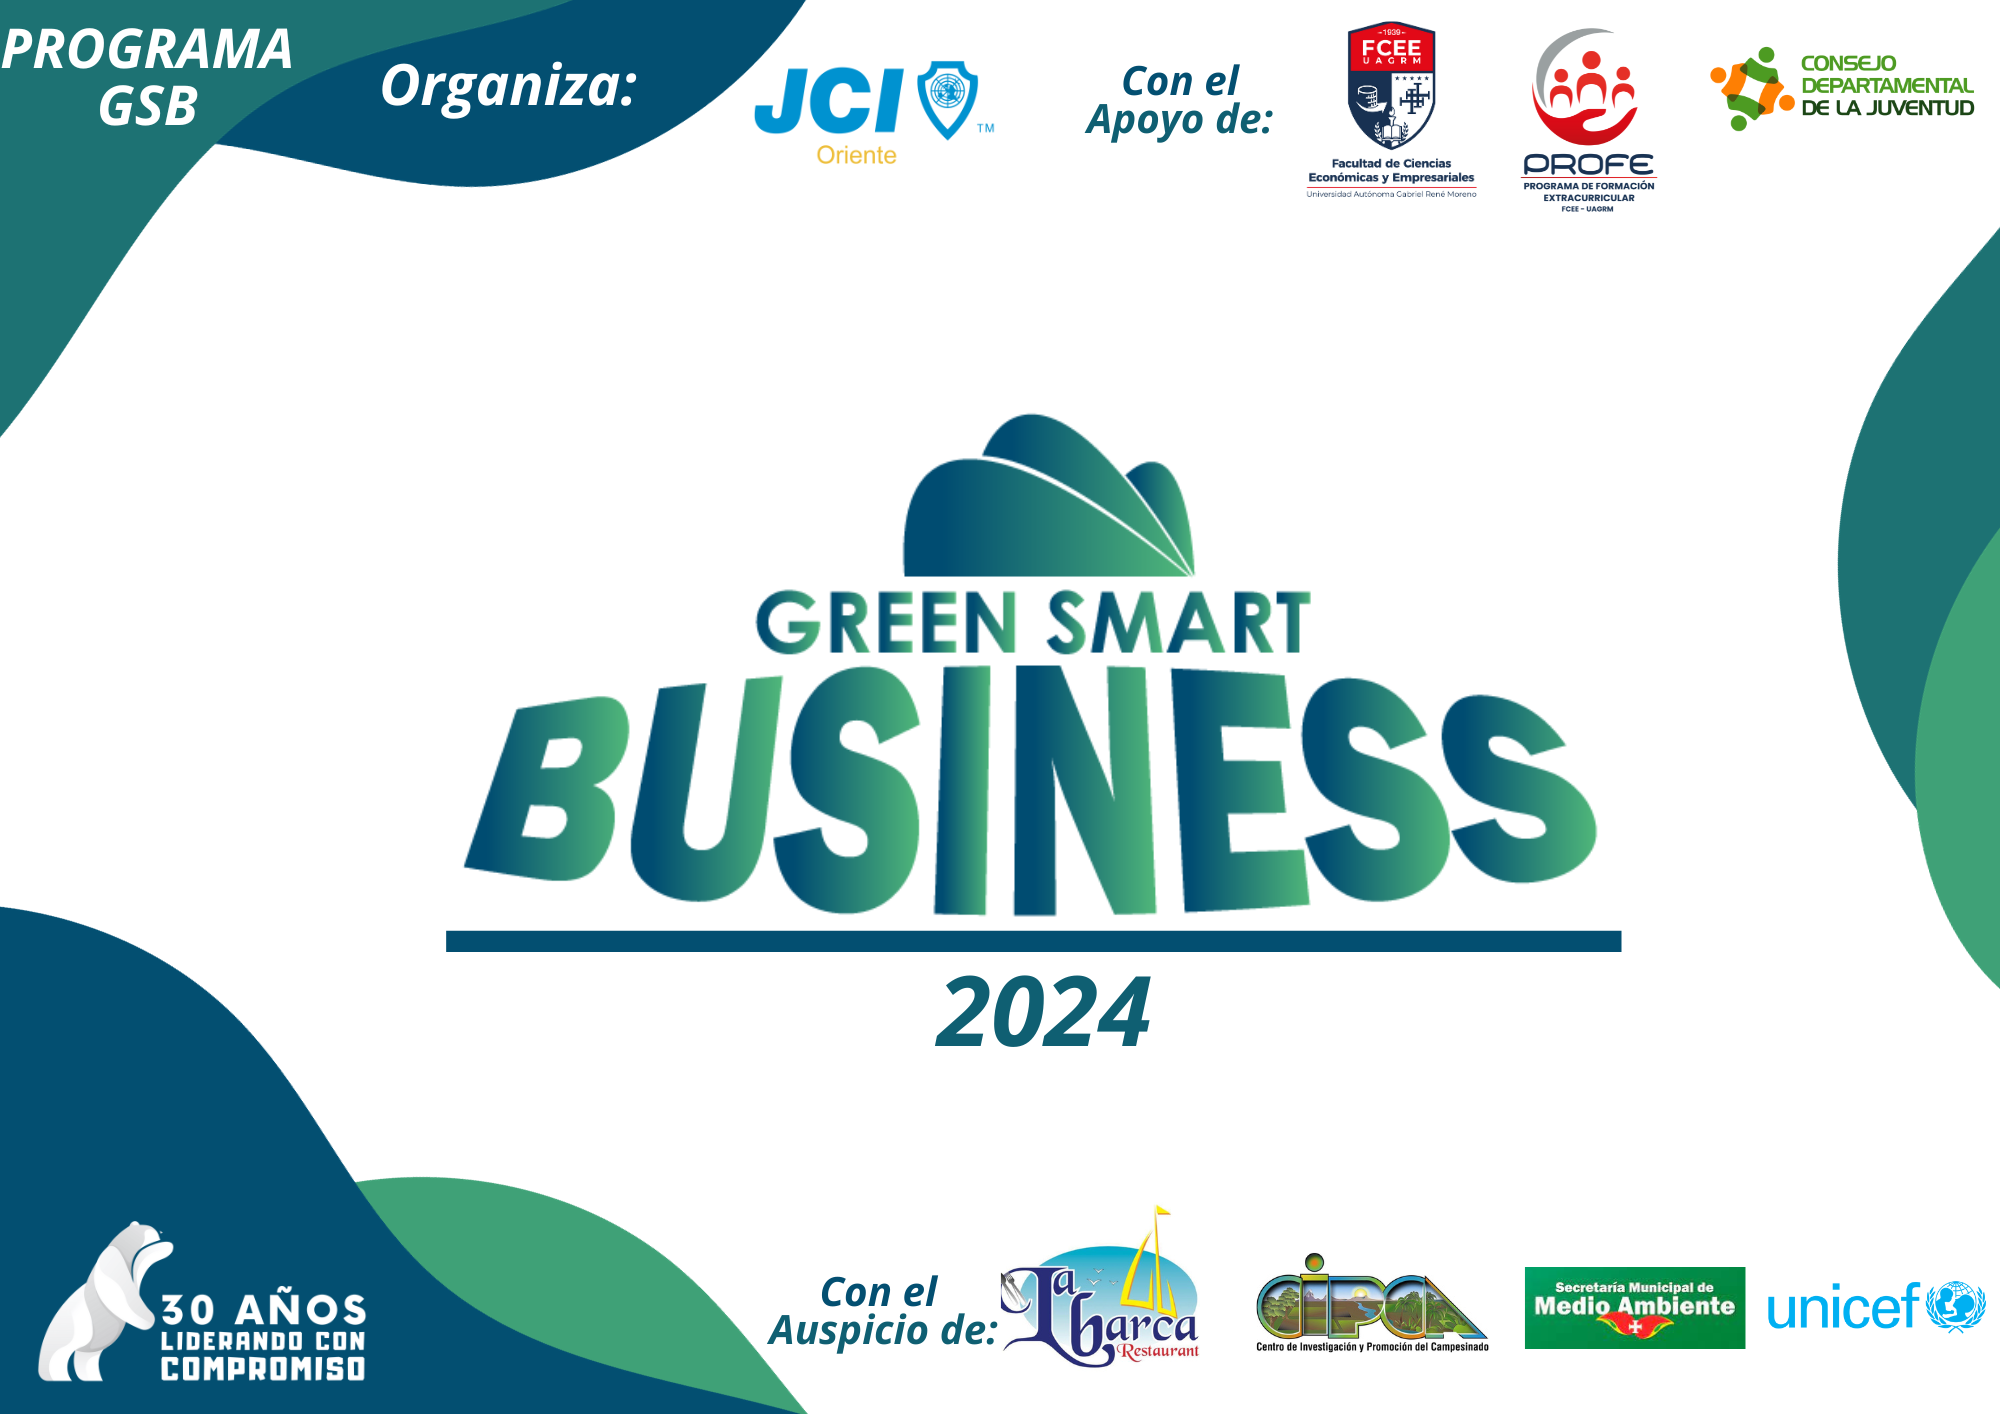 PROGRAMA
GSB
Organiza:
JCI
TM
Oriente
Con el
Apoyo de:
-1939-
FCEE
UAGRM
Facultad de Ciencias
Económicas y Empresariales
Universidad Autónoma Gabriel René Moreno
PROFE
PROGRAMA DE FORMACIÓN
EXTRACURRICULAR
FCEE - UAGRM
CONSEJO
DEPARTAMENTAL
DE LA JUVENTUD
GREEN SMART
BUSINESS
2024
30 AÑOS
LIDERANDO CON
COMPROMISO
Con el
Auspicio de:
La
barca
Restaurant
CIPCA
Centro de Investigación y Promoción del Campesinado
Secretaría Municipal de
Medio Ambiente
unicef